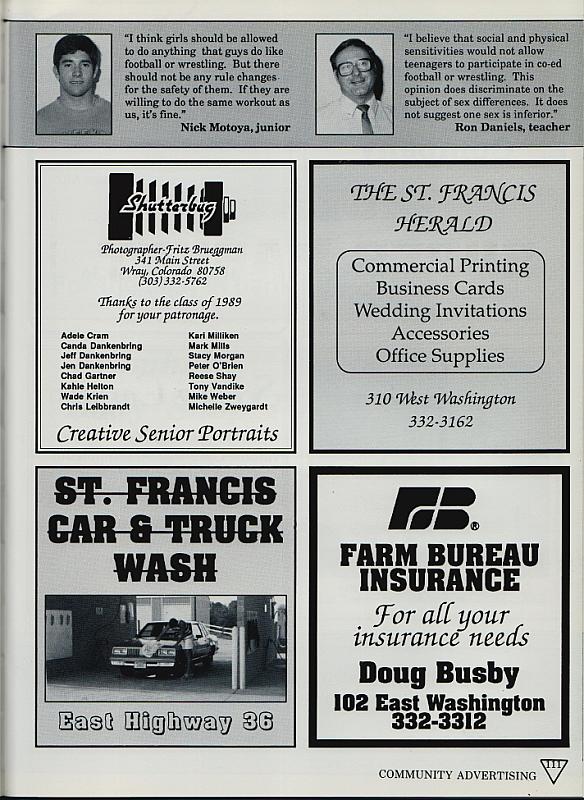 "I think girls should be allowed
to do anything that guys do like
football or wrestling. But there
should not be any rule changes
for the safety of them. If they are
willing to do the same workout as
us, it's fine."
Nick Motoya, junior
"I believe that social and physical
sensitivities would not allow
teenagers to participate in co-ed
football or wrestling. This
opinion does discriminate on the
subject of sex differences. It does
not suggest one sex is inferior."
Ron Daniels, teacher
Shutterbug
Photographer-Fritz Brueggman
341 Main Street
Wray, Colorado 80758
(303) 332-5762
Thanks to the class of 1989
for your patronage.
Adele Cram
Canda Dankenbring
Jeff Dankenbring
Jen Dankenbring
Chad Gartner
Kahle Helton
Wade Krien
Chris Leibbrandt
Kari Milliken
Mark Mills
Stacy Morgan
Peter O'Brien
Reese Shay
Tony Vandike
Mike Weber
Michelle Zweygardt
Creative Senior Portraits
THE ST. FRANCIS
HERALD
Commercial Printing
Business Cards
Wedding Invitations
Accessories
Office Supplies
310 West Washington
332-3162
ST. FRANCIS
CAR & TRUCK
WASH
East Highway 36
FB®
FARM BUREAU
INSURANCE
For all your
insurance needs
Doug Busby
102 East Washington
332-3312
COMMUNITY ADVERTISING 111